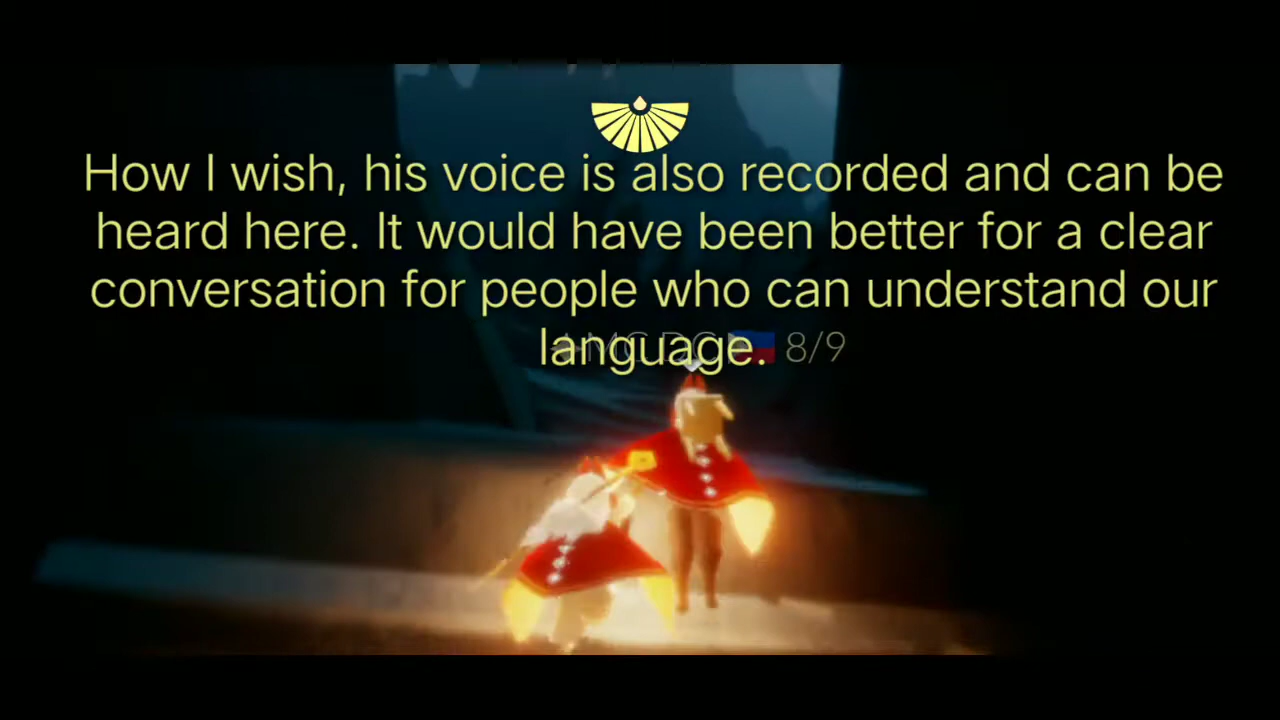 How I wish, his voice is also recorded and can be
heard here. It would have been better for a clear
conversation for people who can understand our
language.
8/9